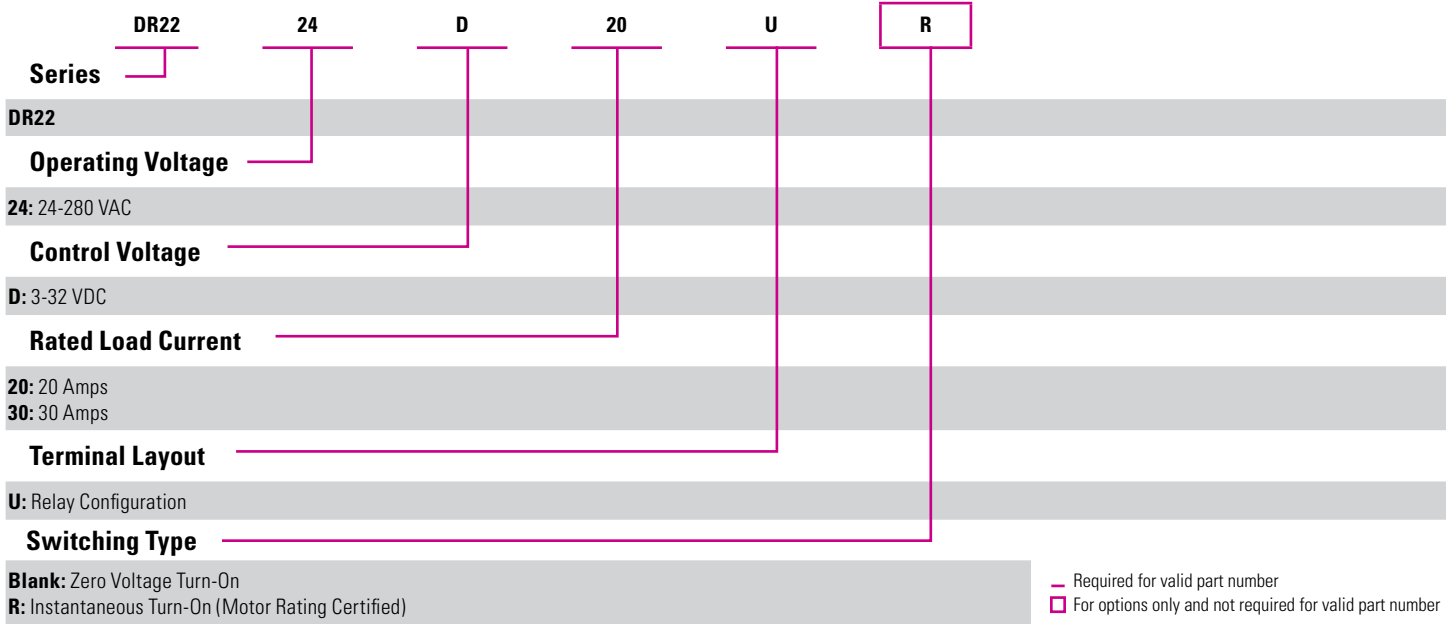 DR22 24 D 20 U R
Series
DR22
Operating Voltage
24: 24-280 VAC
Control Voltage
D: 3-32 VDC
Rated Load Current
20: 20 Amps
30: 30 Amps
Terminal Layout
U: Relay Configuration
Switching Type
Blank: Zero Voltage Turn-On
R: Instantaneous Turn-On (Motor Rating Certified)
Required for valid part number
For options only and not required for valid part number